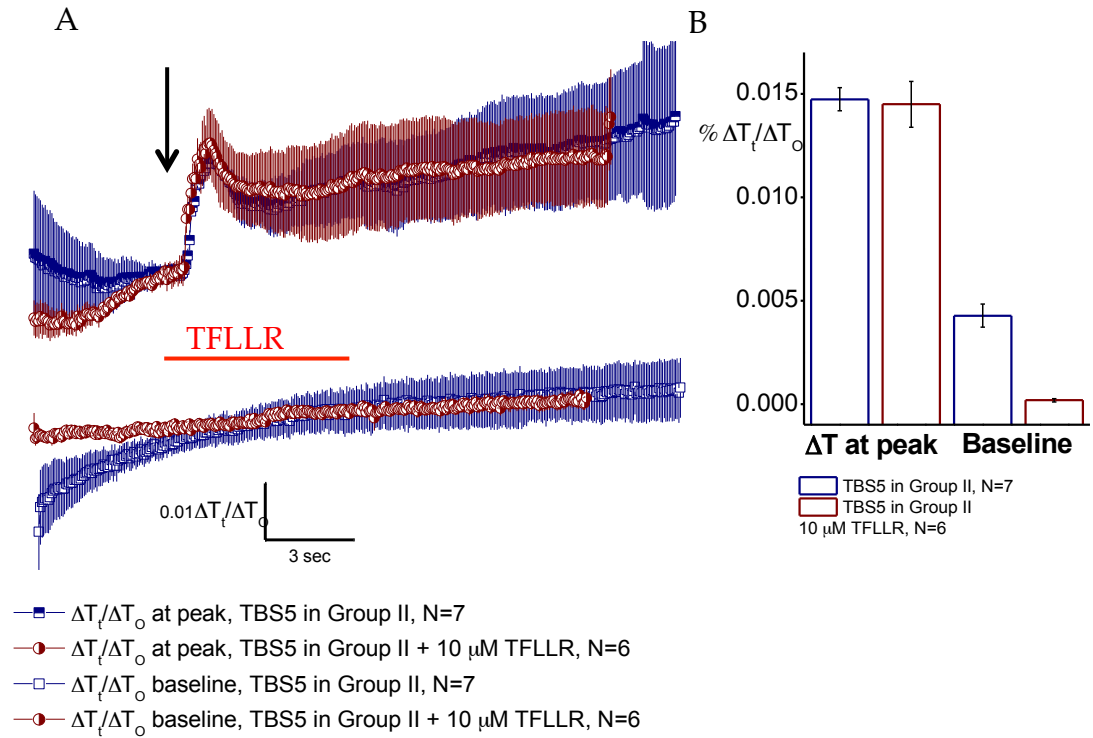 A
TFLLR
0.01ΔTt/ΔTO
3 sec
ΔTt/ΔTO at peak, TBS5 in Group II, N=7
ΔTt/ΔTO at peak, TBS5 in Group II + 10 μM TFLLR, N=6
ΔTt/ΔTO baseline, TBS5 in Group II, N=7
ΔTt/ΔTO baseline, TBS5 in Group II + 10 μM TFLLR, N=6
B
0.015
% ΔTt/ΔTO
0.010
0.005
0.000
ΔT at peak Baseline
TBS5 in Group II, N=7
TBS5 in Group II
10 μM TFLLR, N=6